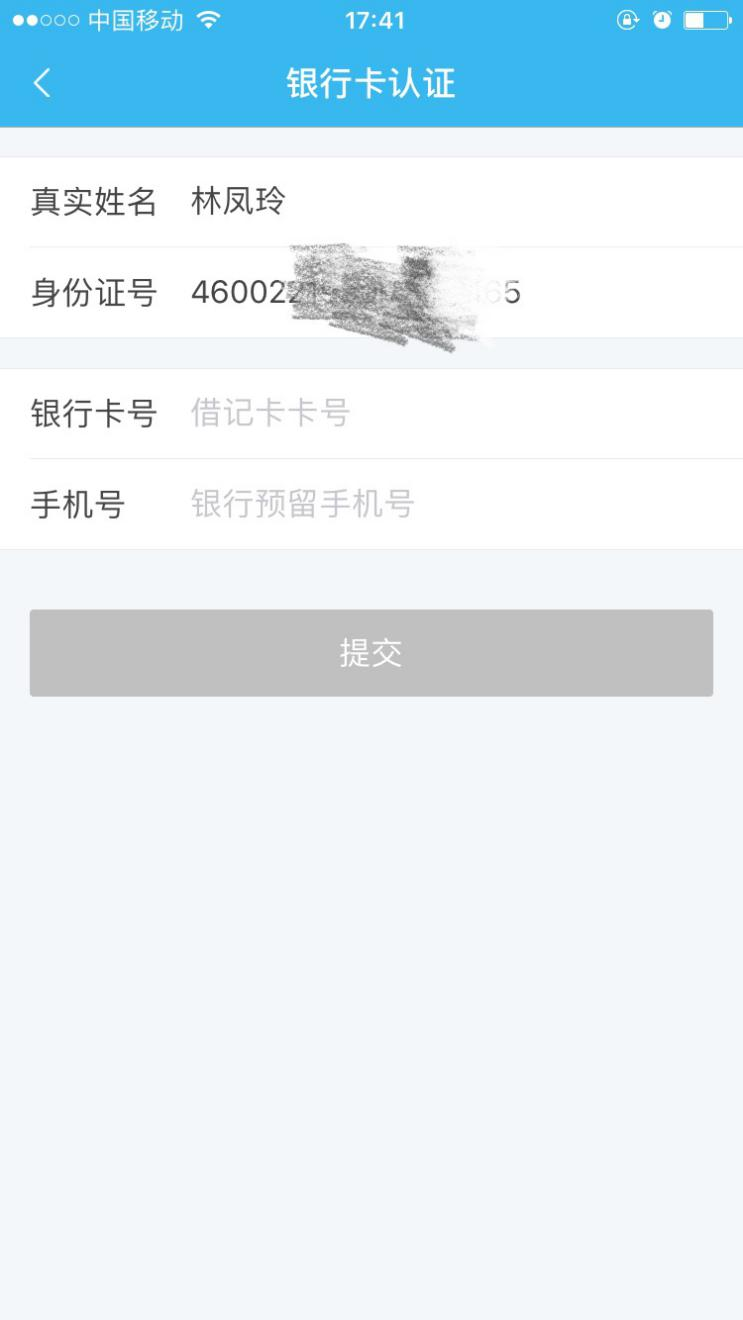 中国移动 17:41
银行卡认证
真实姓名 林凤玲
身份证号 46002 5
银行卡号 借记卡卡号
手机号 银行预留手机号
提交